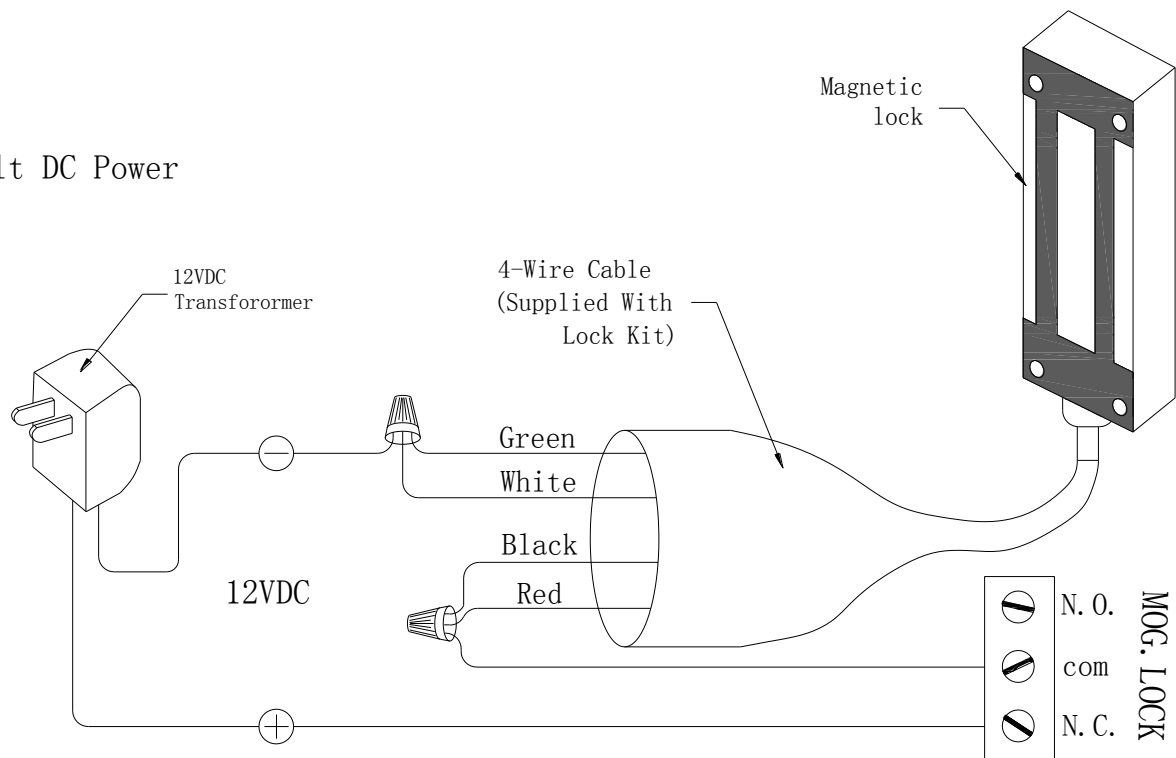 Magnetic
lock
DC Power
12VDC
Transforormer
4-Wire Cable
(Supplied With
Lock Kit)
Green
White
Black
Red
12VDC
N.O.
com
N.C.
MOG.LOCK